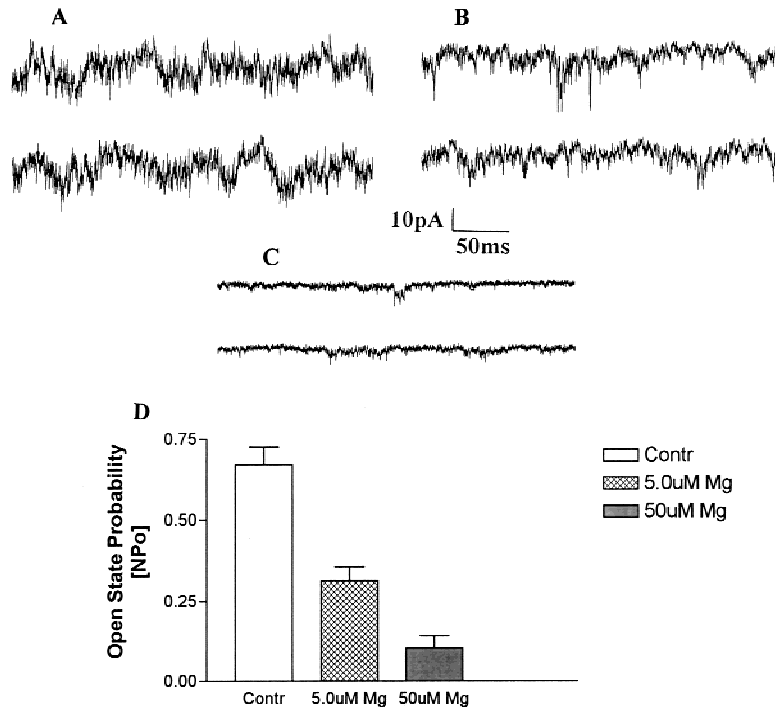 A
B
10pA
50ms
C
D
Open State Probability
[NPo]
0.75
0.50
0.25
0.00
Contr
5.0uM Mg
50uM Mg
Contr
5.0uM Mg
50uM Mg